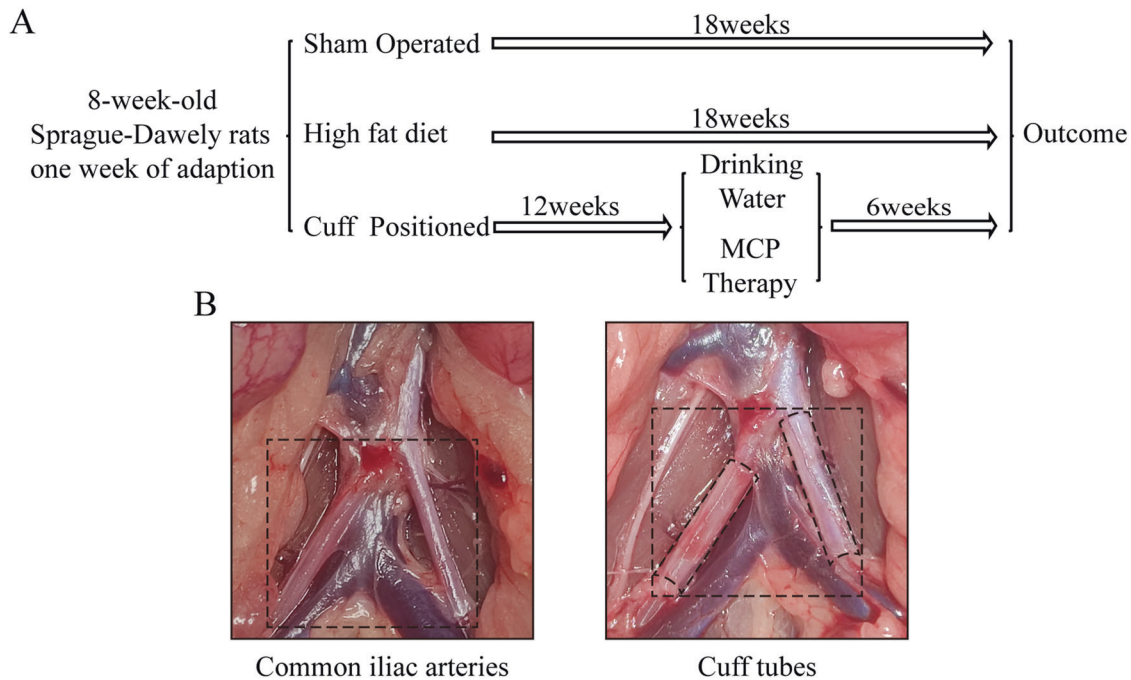 A
8-week-old
Sprague-Dawely rats
one week of adaption
Sham Operated
18weeks
High fat diet
18weeks
Cuff Positioned
12weeks
Drinking
Water
MCP
Therapy
6weeks
Outcome
B
Common iliac arteries
Cuff tubes